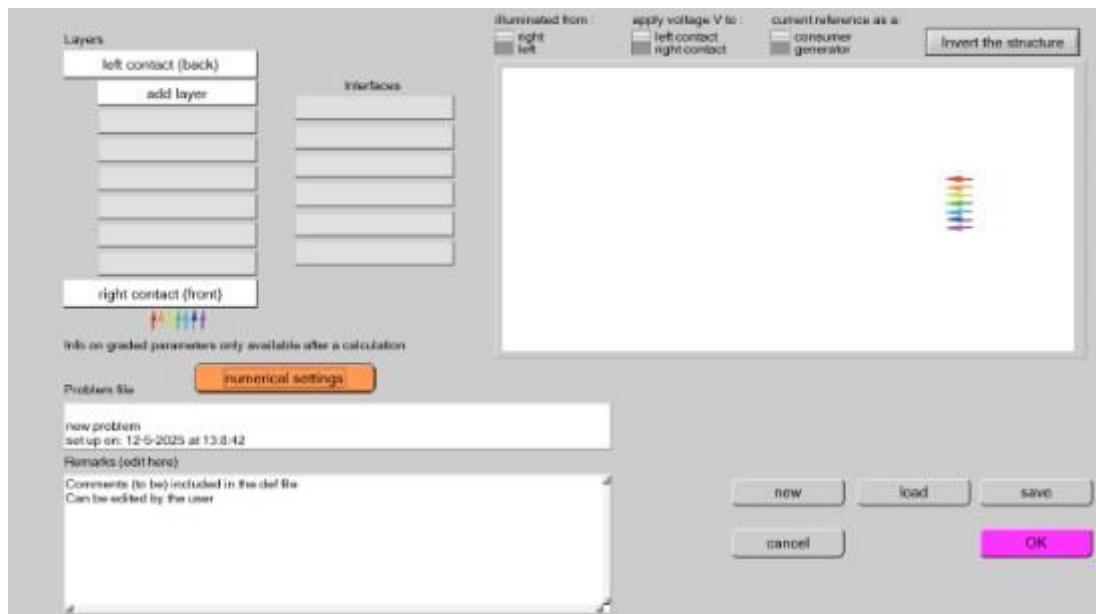 Layers
left contact (back)
add layer
right contact (front)
Interfaces
illuminated from :
right
left
apply voltage V to :
left contact
right contact
current reference as a:
consumer
generator
Invert the structure
Info on graded parameters only available after a calculation
numerical settings
Problem file
new problem
set up on: 12-5-2025 at 13:8:42
Remarks (edit here)
Comments (to be) included in the def file
Can be edited by the user
new
load
save
cancel
OK